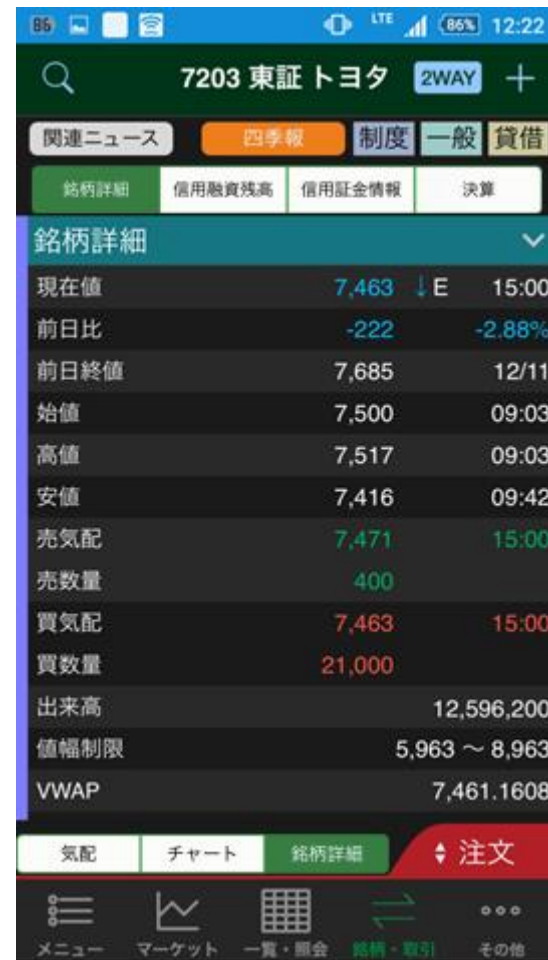 86 LTE 86% 12:22
7203 東証 トヨタ 2WAY
関連ニュース 四季報 制度 一般 貸借
銘柄詳細 信用融資残高 信用証金情報 決算
銘柄詳細
現在値 7,463 ↓E 15:00
前日比 -222 -2.88%
前日終値 7,685 12/11
始値 7,500 09:03
高値 7,517 09:03
安値 7,416 09:42
売気配 7,471 15:00
売数量 400
買気配 7,463 15:00
買数量 21,000
出来高 12,596,200
値幅制限 5,963 ～ 8,963
VWAP 7,461.1608
気配 チャート 銘柄詳細 注文
メニュー マーケット 一覧・照会 銘柄・取引 その他